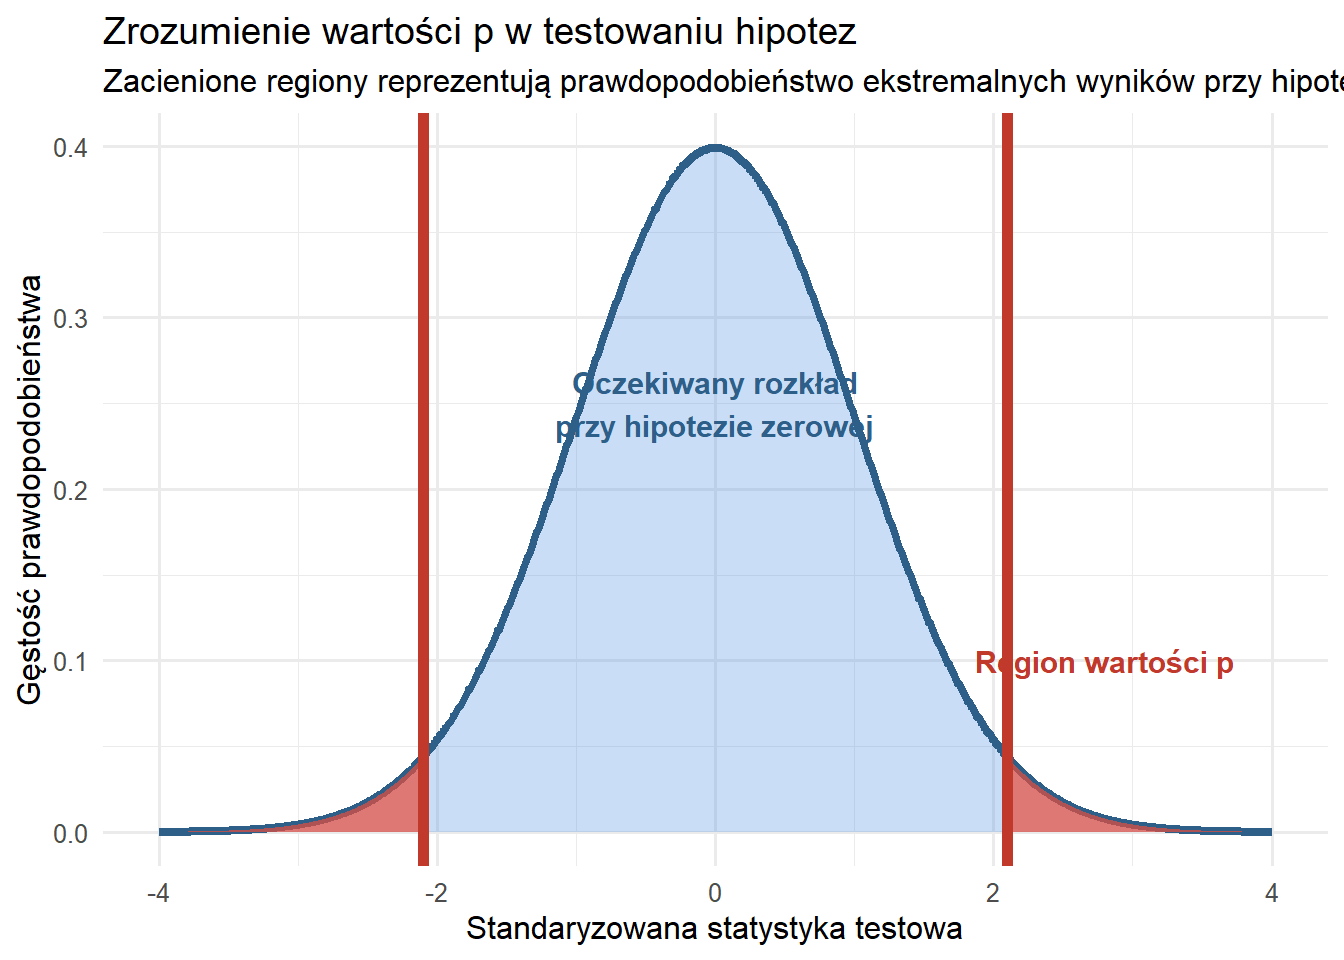 Zrozumienie wartości p w testowaniu hipotez
Zacienione regiony reprezentują prawdopodobieństwo ekstremalnych wyników przy
Gęstość prawdopodobieństwa
0.4
0.3
0.2
0.1
0.0
Oczekiwany rozkład
przy hipotezie zerowej
Region wartości p
-4
-2
0
2
4
Standaryzowana statystyka testowa